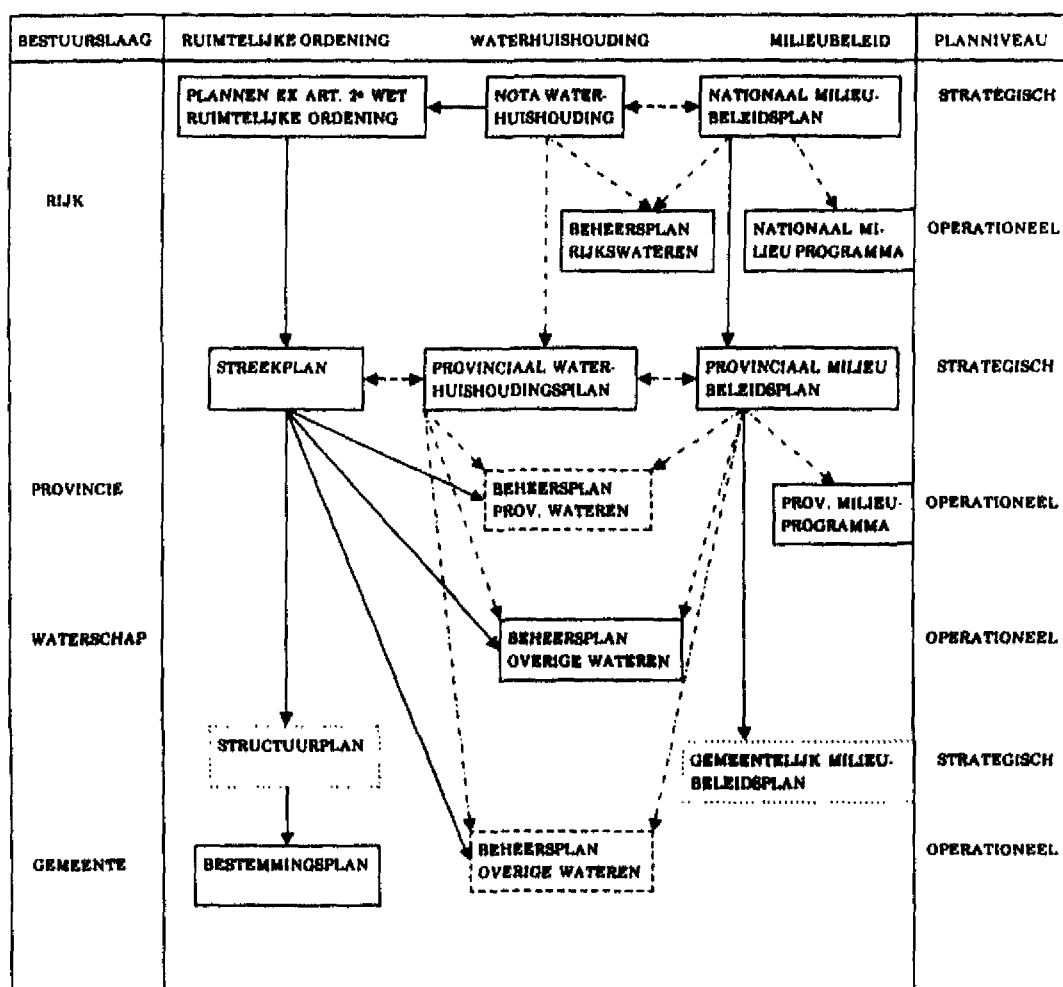 BESTUURSLAAG RUIMTELIJKE ORDENING WATERHUISHOUDING MILIEUBELEID PLANNIVEAU
PLANNEN EX ART. 2a WET
RUIMTELIJKE ORDENING
NOTA WATER-
HUISHOUDING
NATIONAAL MILIEU-
BELEIDSPLAN
STRATEGISCH
RIJK
BEHEERSPLAN
RIJKSWATEREN
NATIONAAL MI-
LIEU PROGRAMMA
OPERATIONEEL
STREEKPLAN
PROVINCIAAL WATER-
HUISHOUDINGSPLAN
PROVINCIAAL MILIEU
BELEIDSPLAN
STRATEGISCH
PROVINCIE
BEHEERSPLAN
PROV. WATEREN
PROV. MILIEU-
PROGRAMMA
OPERATIONEEL
WATERSCHAP
BEHEERSPLAN
OVERIGE WATEREN
OPERATIONEEL
STRUCTUURPLAN
GEMEENTELIJK MILIEU-
BELEIDSPLAN
STRATEGISCH
GEMEENTE
BESTEMMINGSPLAN
BEHEERSPLAN
OVERIGE WATEREN
OPERATIONEEL